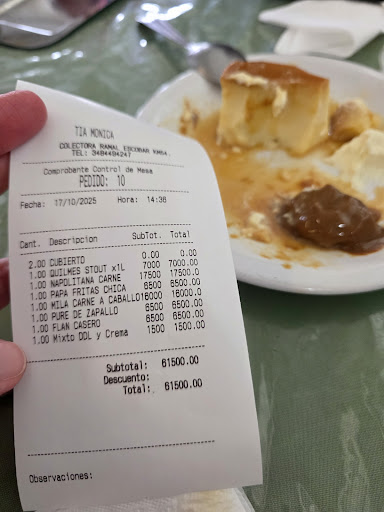 TIA MONICA
COLECTORA RAMAL ESCOBAR KM54.
TEL: 3484494247
Comprobante Control de Mesa
PEDIDO: 10
Fecha: 17/10/2025 Hora: 14:36
Cant. Descripcion SubTot. Total
2.00 CUBIERTO 0.00 0.00
1.00 QUILMES STOUT x1L 7000 7000.00
1.00 NAPOLITANA CARNE 17500 17500.0
1.00 PAPA FRITAS CHICA 6500 6500.00
1.00 MILA CARNE A CABALLO 16000 16000.0
1.00 PURE DE ZAPALLO 6500 6500.00
1.00 FLAN CASERO 6500 6500.00
1.00 Mixto DDL y Crema 1500 1500.00
Subtotal: 61500.00
Descuento:
Total: 61500.00
Observaciones: